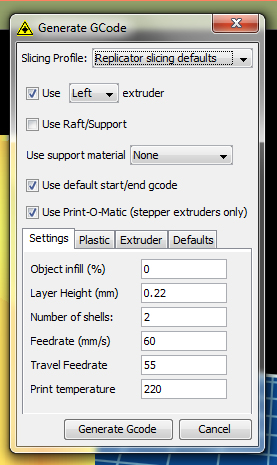 Generate GCode
Slicing Profile: Replicator slicing defaults
Use Left extruder
Use Raft/Support
Use support material None
Use default start/end gcode
Use Print-O-Matic (stepper extruders only)
Settings Plastic Extruder Defaults
Object infill (%) 0
Layer Height (mm) 0.22
Number of shells: 2
Feedrate (mm/s) 60
Travel Feedrate 55
Print temperature 220
Generate Gcode Cancel